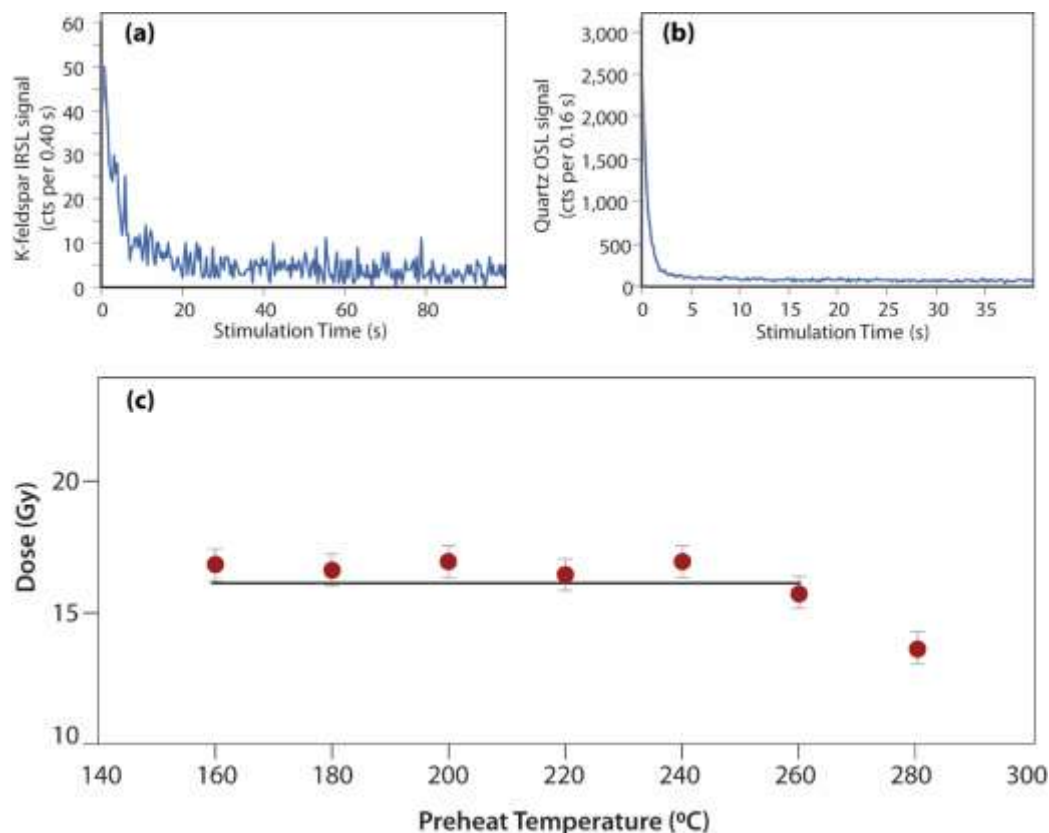 (a)
K-feldspar IRSL signal
(cts per 0.40 s)
60
50
40
30
20
10
0
0 20 40 60 80
Stimulation Time (s)
(b)
Quartz OSL signal
(cts per 0.16 s)
3,000
2,500
2,000
1,500
1,000
500
0
0 5 10 15 20 25 30 35
Stimulation Time (s)
(c)
Dose (Gy)
20
15
10
140 160 180 200 220 240 260 280 300
Preheat Temperature (ºC)